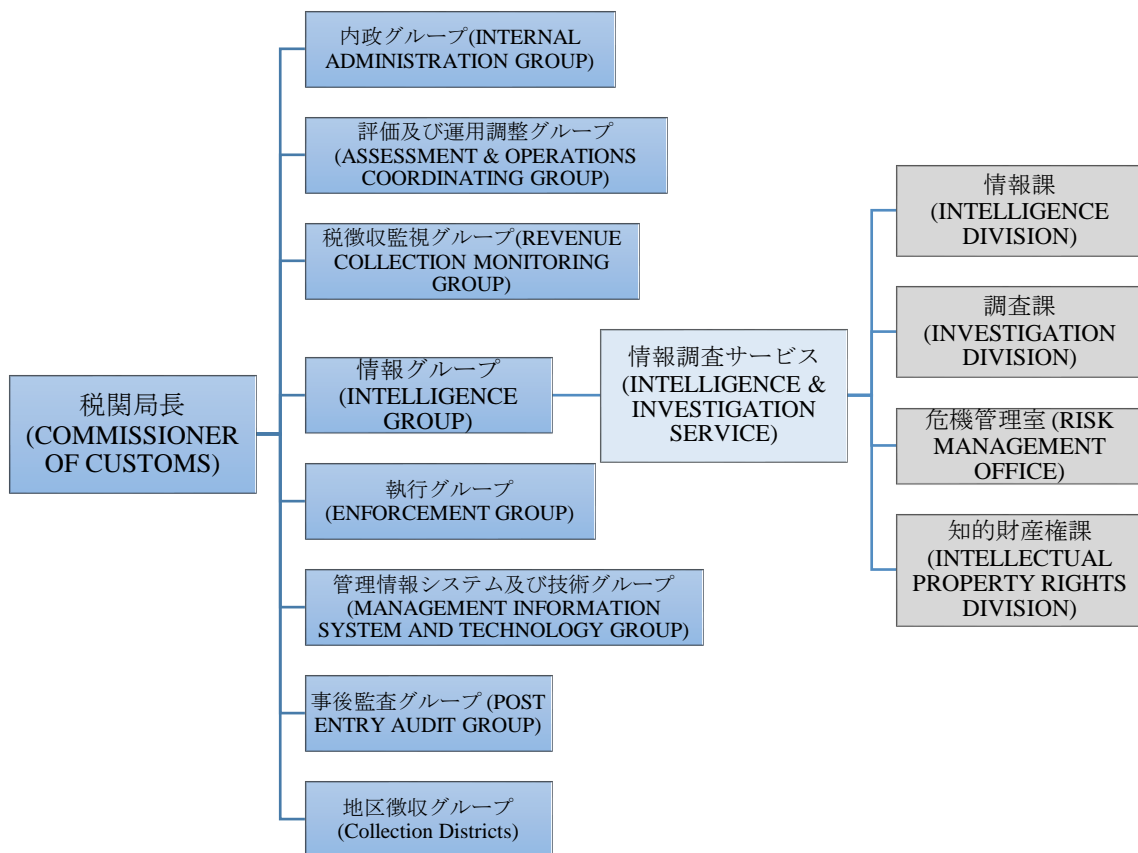 税関局長
(COMMISSIONER
OF CUSTOMS)
内政グループ(INTERNAL
ADMINISTRATION GROUP)
評価及び運用調整グループ
(ASSESSMENT & OPERATIONS
COORDINATING GROUP)
税徴収監視グループ(REVENUE
COLLECTION MONITORING
GROUP)
情報グループ
(INTELLIGENCE
GROUP)
執行グループ
(ENFORCEMENT GROUP)
管理情報システム及び技術グループ
(MANAGEMENT INFORMATION
SYSTEM AND TECHNOLOGY GROUP)
事後監査グループ (POST
ENTRY AUDIT GROUP)
地区徴収グループ
(Collection Districts)
情報調査サービス
(INTELLIGENCE &
INVESTIGATION
SERVICE)
情報課
(INTELLIGENCE
DIVISION)
調査課
(INVESTIGATION
DIVISION)
危機管理室 (RISK
MANAGEMENT
OFFICE)
知的財産権課
(INTELLECTUAL
PROPERTY RIGHTS
DIVISION)